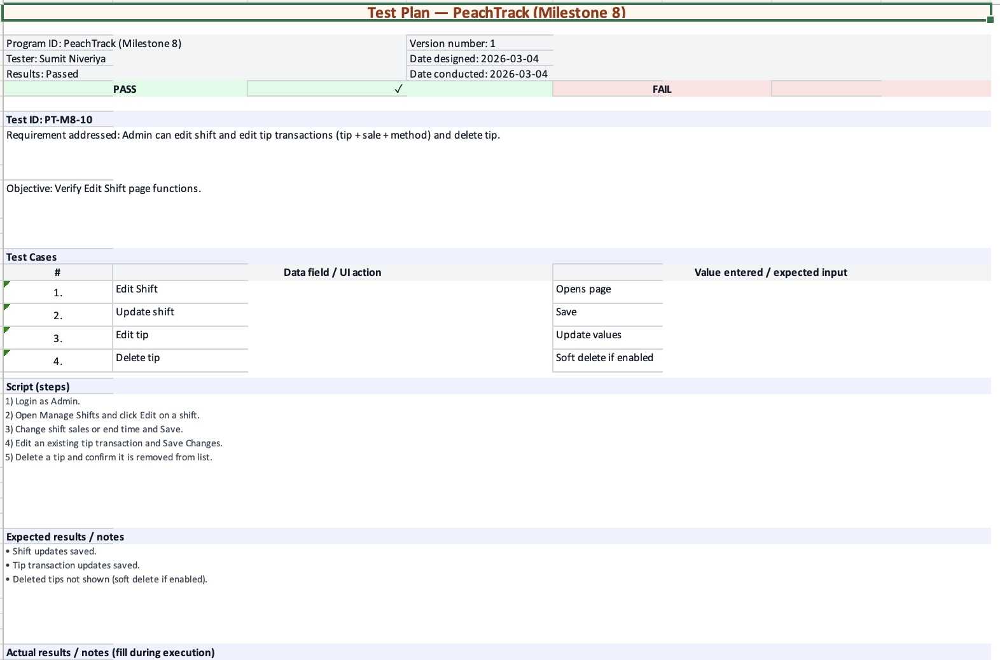 Test Plan — PeachTrack (Milestone 8)
Program ID: PeachTrack (Milestone 8) Version number: 1
Tester: Sumit Niveriya Date designed: 2026-03-04
Results: Passed Date conducted: 2026-03-04
PASS ✓ FAIL
Test ID: PT-M8-10
Requirement addressed: Admin can edit shift and edit tip transactions (tip + sale + method) and delete tip.
Objective: Verify Edit Shift page functions.
Test Cases
# Data field / UI action Value entered / expected input
1. Edit Shift Opens page
2. Update shift Save
3. Edit tip Update values
4. Delete tip Soft delete if enabled
Script (steps)
1) Login as Admin.
2) Open Manage Shifts and click Edit on a shift.
3) Change shift sales or end time and Save.
4) Edit an existing tip transaction and Save Changes.
5) Delete a tip and confirm it is removed from list.
Expected results / notes
• Shift updates saved.
• Tip transaction updates saved.
• Deleted tips not shown (soft delete if enabled).
Actual results / notes (fill during execution)